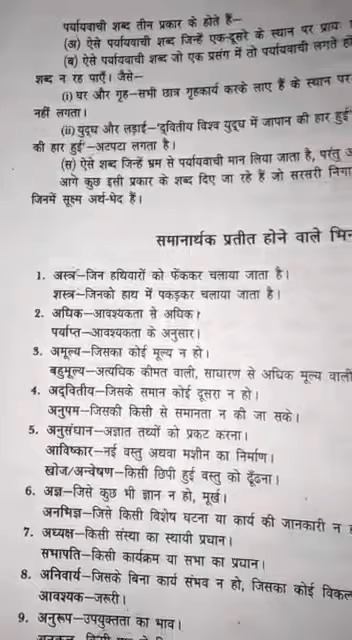 पर्यायवाची शब्द तीन प्रकार के होते हैं—
(अ) ऐसे पर्यायवाची शब्द जिन्हें एक-दूसरे के स्थान पर प्रायः
(ब) ऐसे पर्यायवाची शब्द जो एक प्रसंग में तो पर्यायवाची लगते हों
शब्द न रह पाएँ। जैसे—
(i) घर और गृह—सभी छात्र गृहकार्य करके लाए हैं के स्थान पर
नहीं लगता।
(ii) युद्ध और लड़ाई—'द्वितीय विश्व युद्ध में जापान की हार हुई'
की हार हुई'—अटपटा लगता है।
(स) ऐसे शब्द जिन्हें भ्रम से पर्यायवाची मान लिया जाता है, परंतु
आगे कुछ इसी प्रकार के शब्द दिए जा रहे हैं जो सरसरी
जिनमें सूक्ष्म अर्थ-भेद हैं।
समानार्थक प्रतीत होने वाले
1. अस्त्र—जिन हथियारों को फेंककर चलाया जाता है।
शस्त्र—जिनको हाथ में पकड़कर चलाया जाता है।
2. अधिक—आवश्यकता से अधिक।
पर्याप्त—आवश्यकता के अनुसार।
3. अमूल्य—जिसका कोई मूल्य न हो।
बहुमूल्य—अत्यधिक कीमत वाली, साधारण से अधिक मूल्य वाली
4. अद्वितीय—जिसके समान कोई दूसरा न हो।
अनुपम—जिसकी किसी से समानता न की जा सके।
5. अनुसंधान—अज्ञात तथ्यों को प्रकट करना।
आविष्कार—नई वस्तु अथवा मशीन का निर्माण।
खोज/अन्वेषण—किसी छिपी हुई वस्तु को ढूँढ़ना।
6. अज्ञ—जिसे कुछ भी ज्ञान न हो, मूर्ख।
अनभिज्ञ—जिसे किसी विशेष घटना या कार्य की जानकारी न
7. अध्यक्ष—किसी संस्था का स्थायी प्रधान।
सभापति—किसी कार्यक्रम या सभा का प्रधान।
8. अनिवार्य—जिसके बिना कार्य संभव न हो, जिसका कोई
आवश्यक—जरूरी।
9. अनुरूप—उपयुक्तता का भाव।